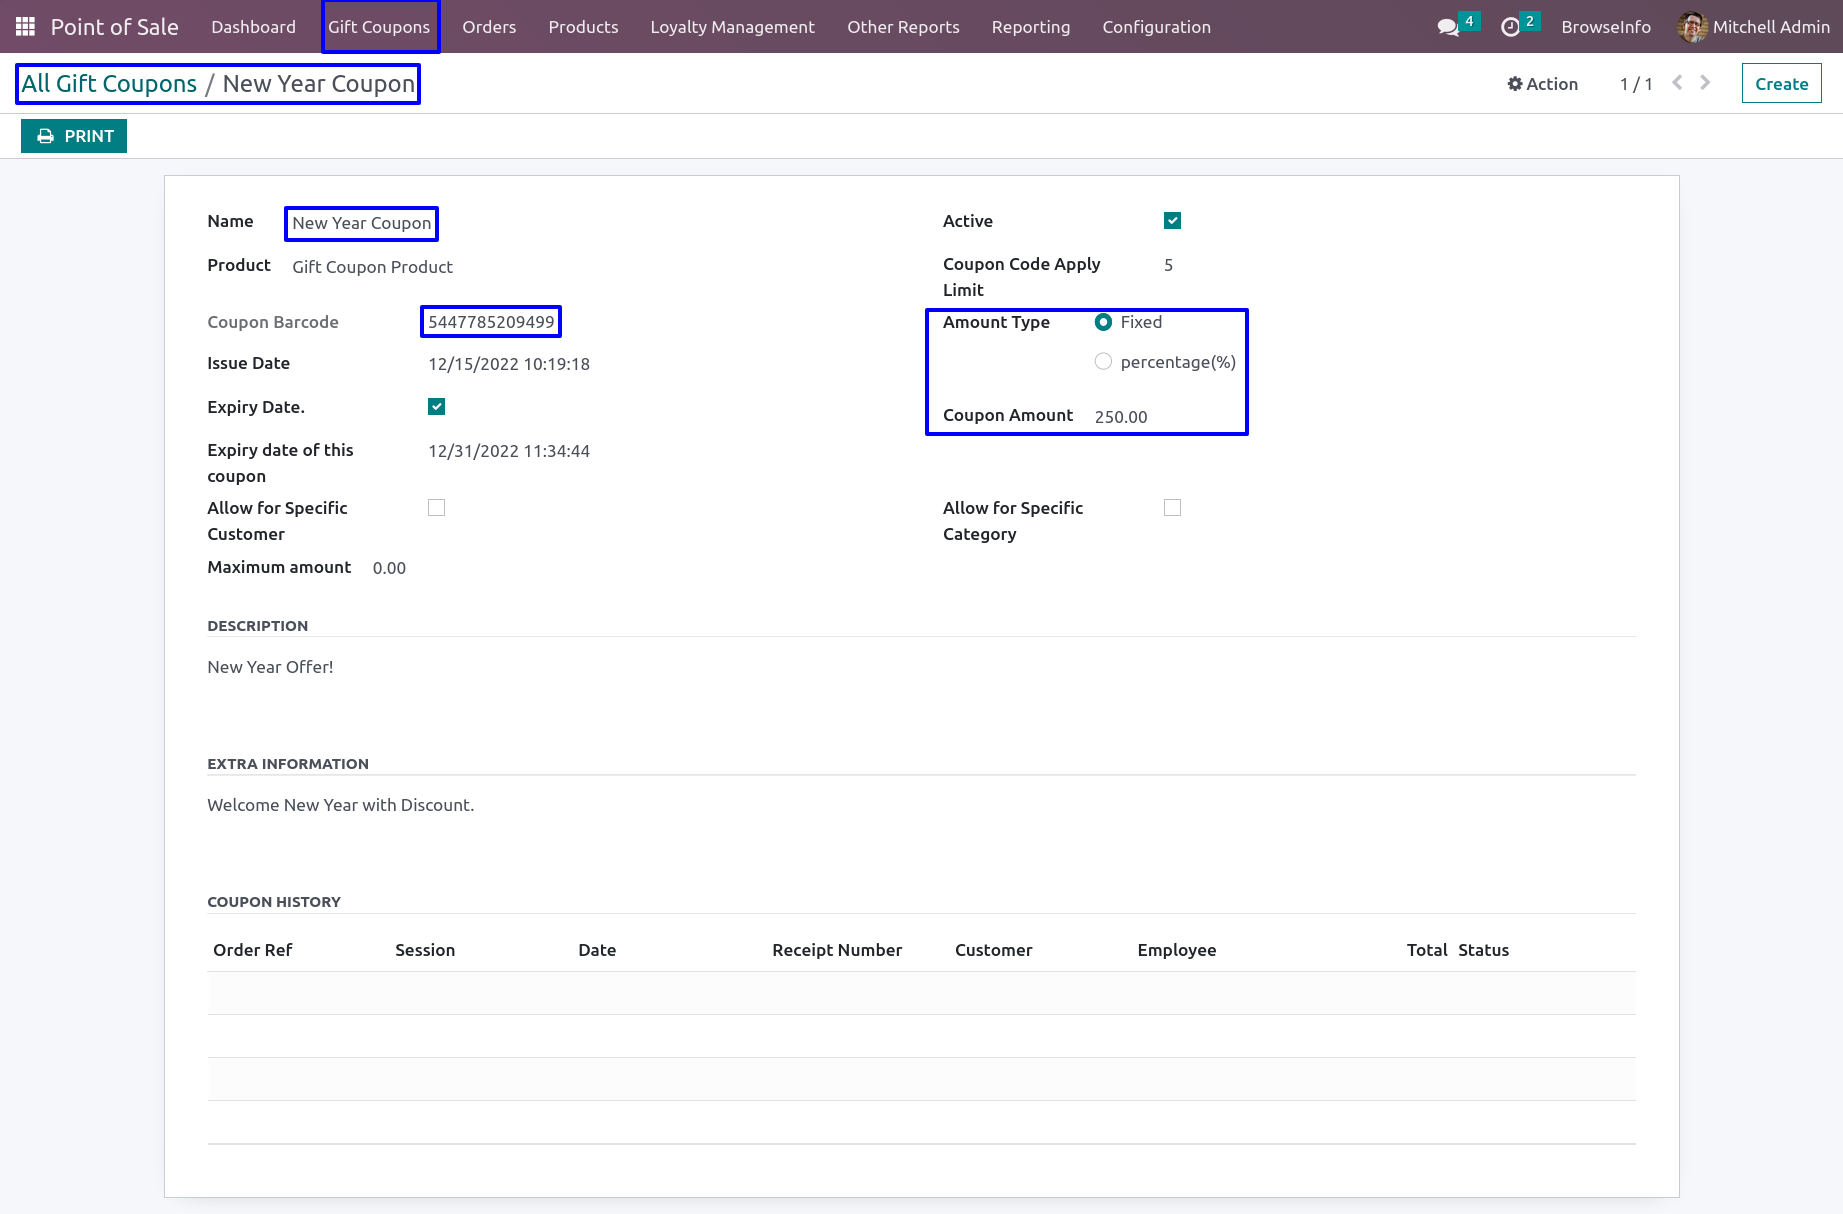 Point of Sale Dashboard Gift Coupons Orders Products Loyalty Management Other Reports Reporting Configuration 4 2 BrowseInfo Mitchell Admin
All Gift Coupons / New Year Coupon Action 1 / 1 Create
PRINT
Name New Year Coupon Active
Product Gift Coupon Product Coupon Code Apply 5
Limit
Coupon Barcode 5447785209499 Amount Type Fixed
Issue Date 12/15/2022 10:19:18 percentage(%)
Expiry Date. Coupon Amount 250.00
Expiry date of this 12/31/2022 11:34:44
coupon
Allow for Specific Allow for Specific
Customer Category
Maximum amount 0.00
DESCRIPTION
New Year Offer!
EXTRA INFORMATION
Welcome New Year with Discount.
COUPON HISTORY
Order Ref Session Date Receipt Number Customer Employee Total Status